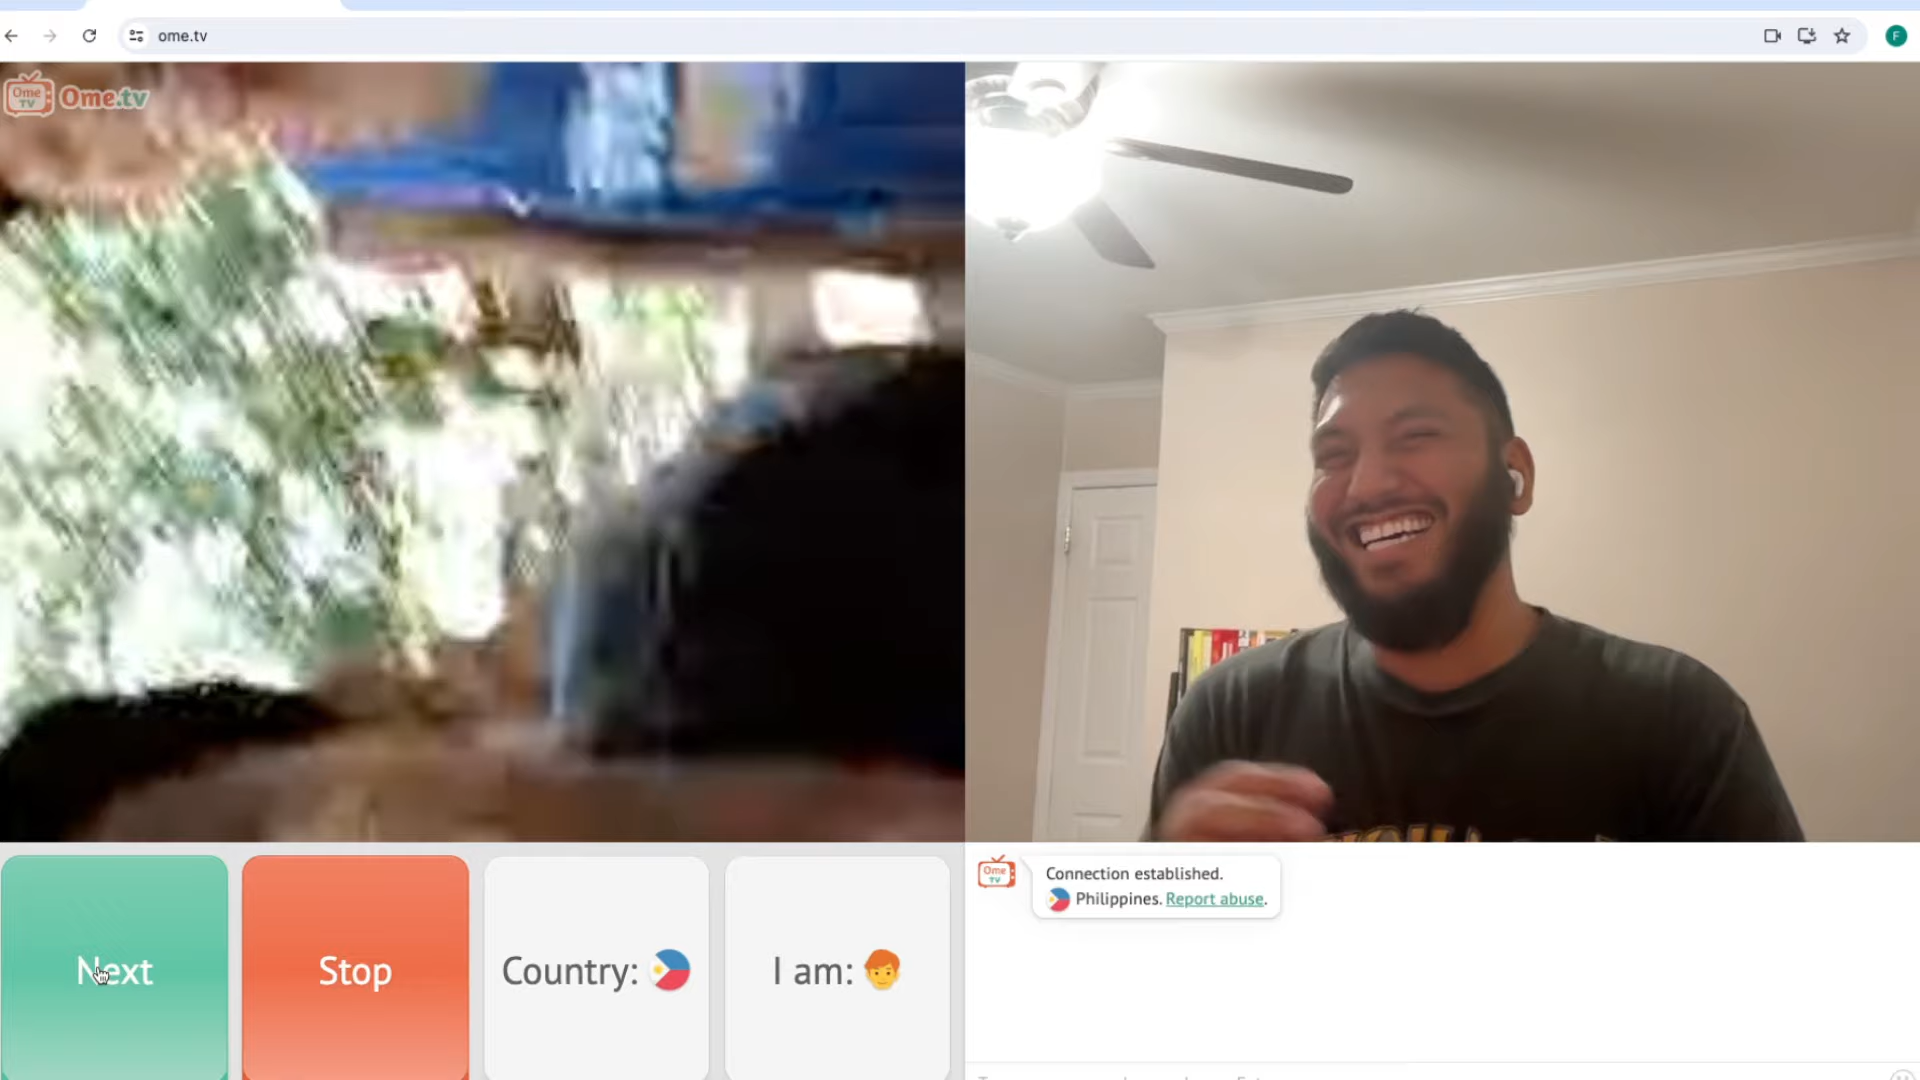 ome.tv
F
Ome
TV
Ome.tv
Next
Stop
Country:
I am:
Ome
TV
Connection established.
Philippines. Report abuse.